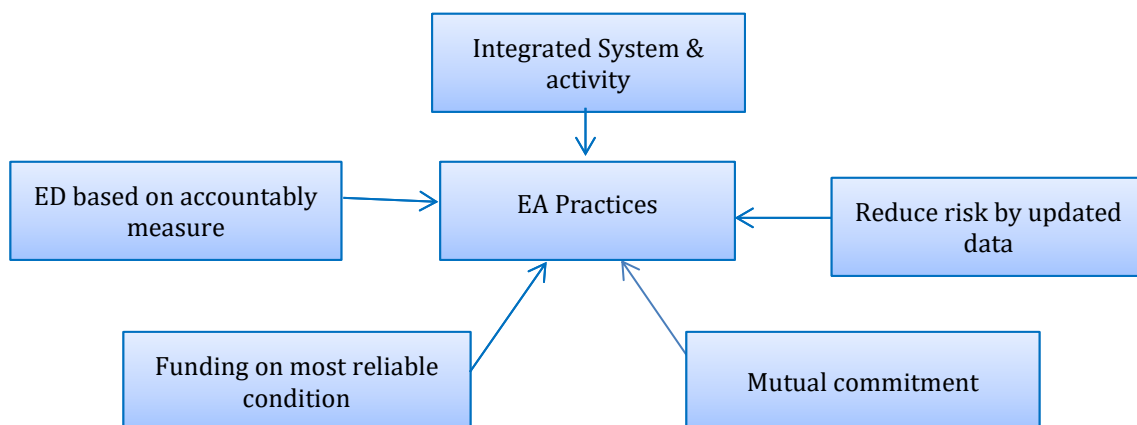 Integrated System &
activity
ED based on accountably
measure
EA Practices
Reduce risk by updated
data
Funding on most reliable
condition
Mutual commitment